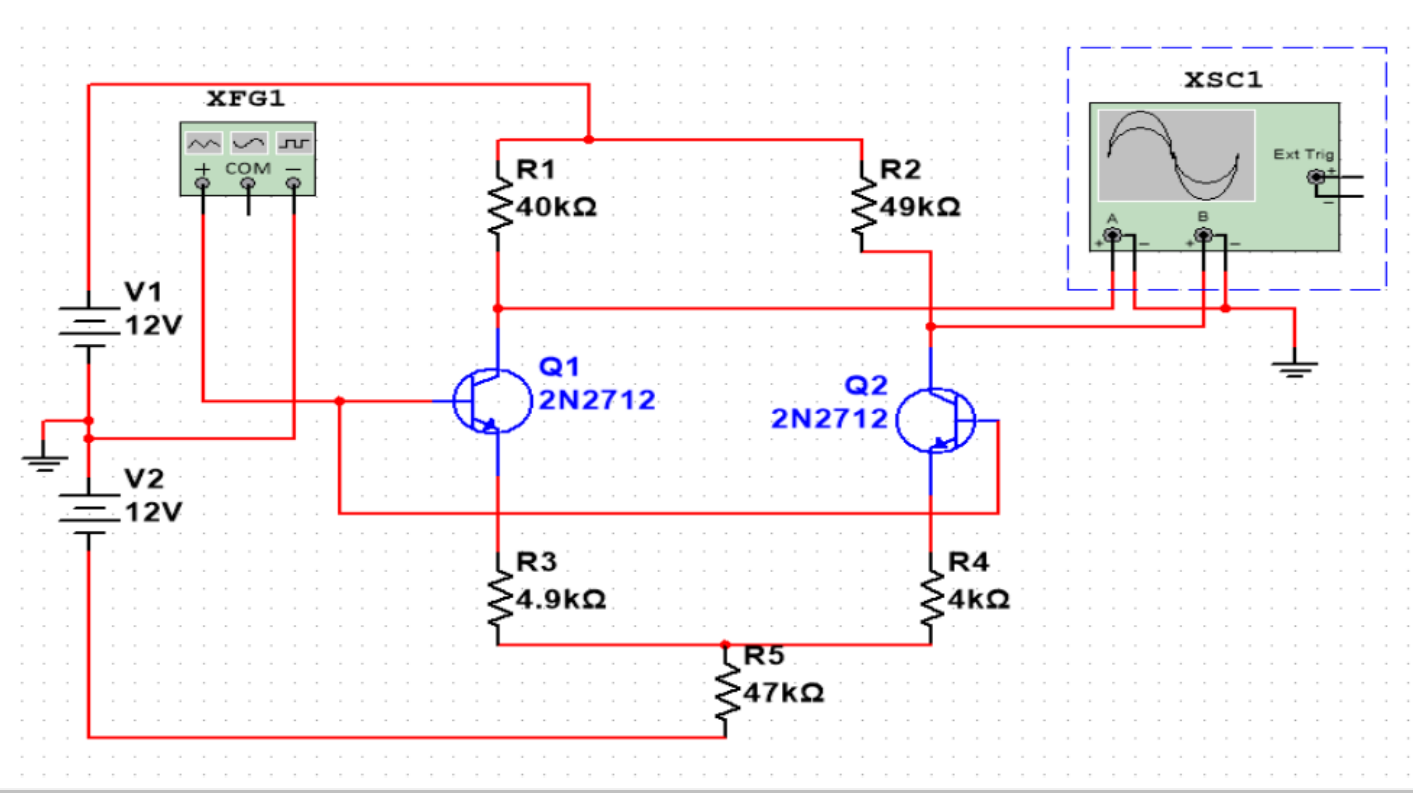 XFG1
+ COM −
XSC1
Ext Trig
+
−
A
B
+ −
+ −
R1
40kΩ
R2
49kΩ
V1
12V
Q1
2N2712
Q2
2N2712
V2
12V
R3
4.9kΩ
R4
4kΩ
R5
47kΩ